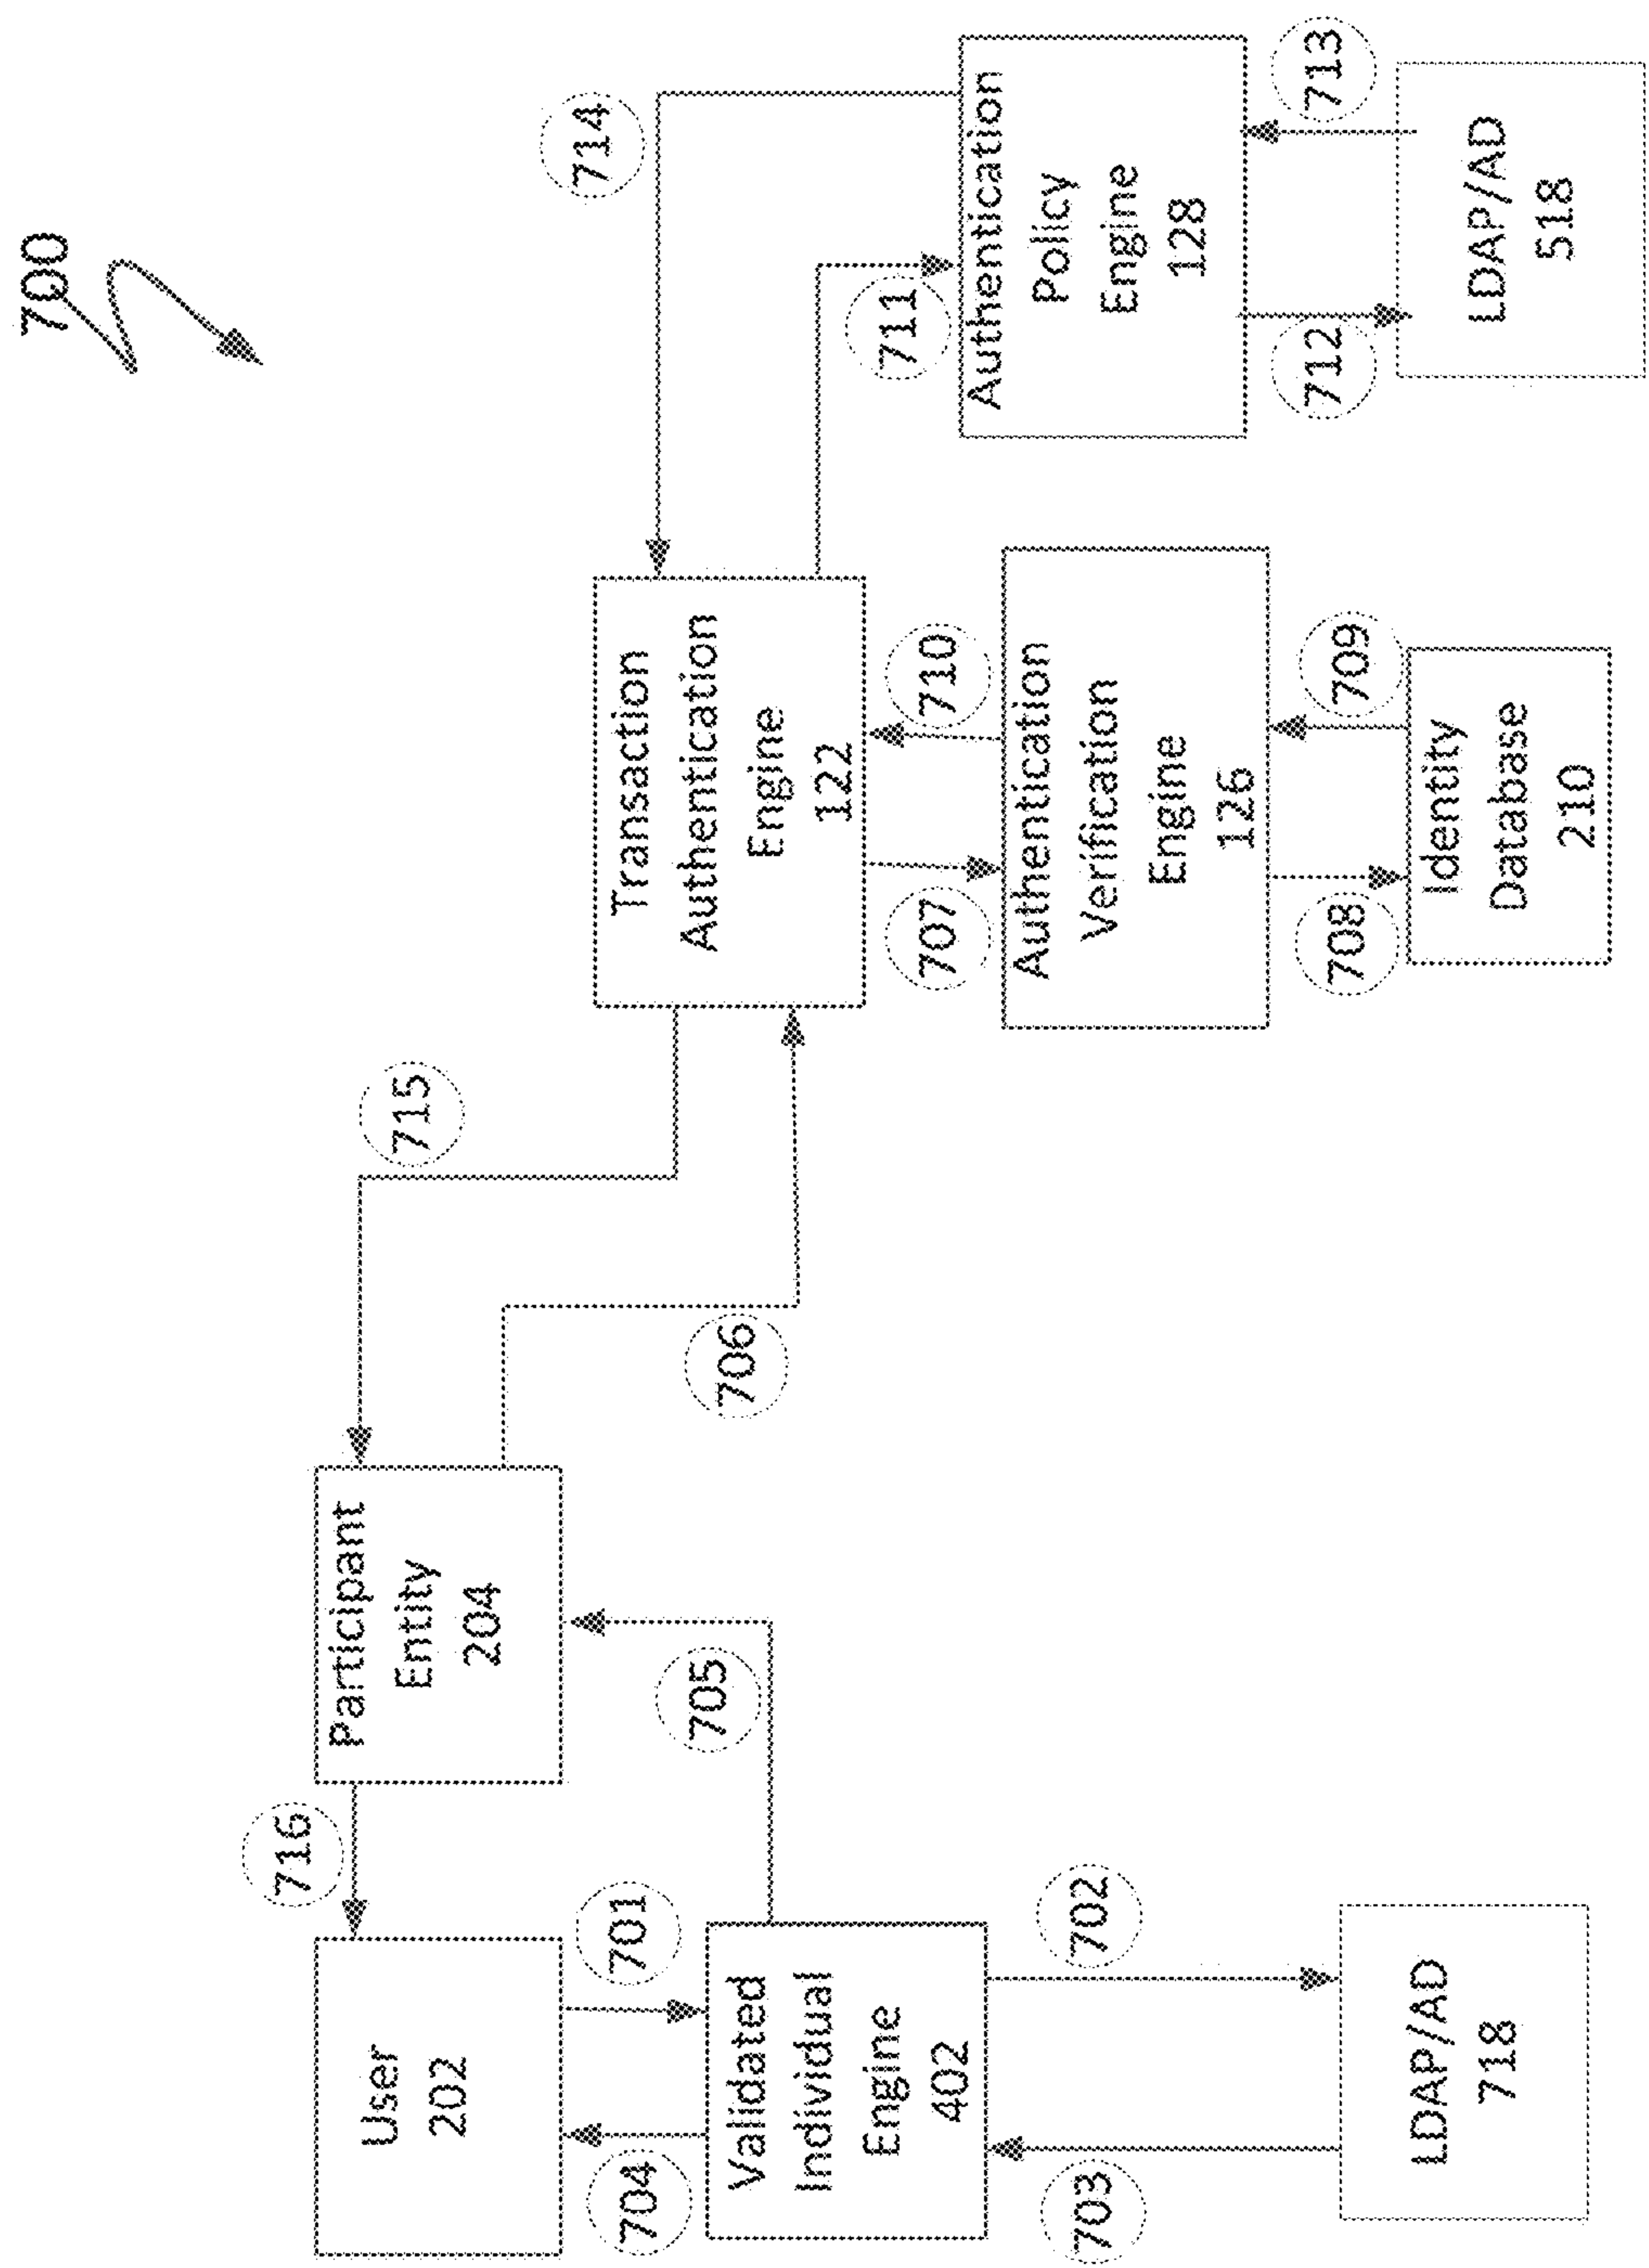 700
User
202
716
Participant
Entity
204
715
714
701
704
Validated
Individual
Engine
402
705
706
Transaction
Authentication
Engine
122
711
702
703
LDAP/AD
718
707
710
Authentication
Verification
Engine
126
708
709
Identity
Database
210
Authentication
Policy
Engine
128
712
713
LDAP/AD
518